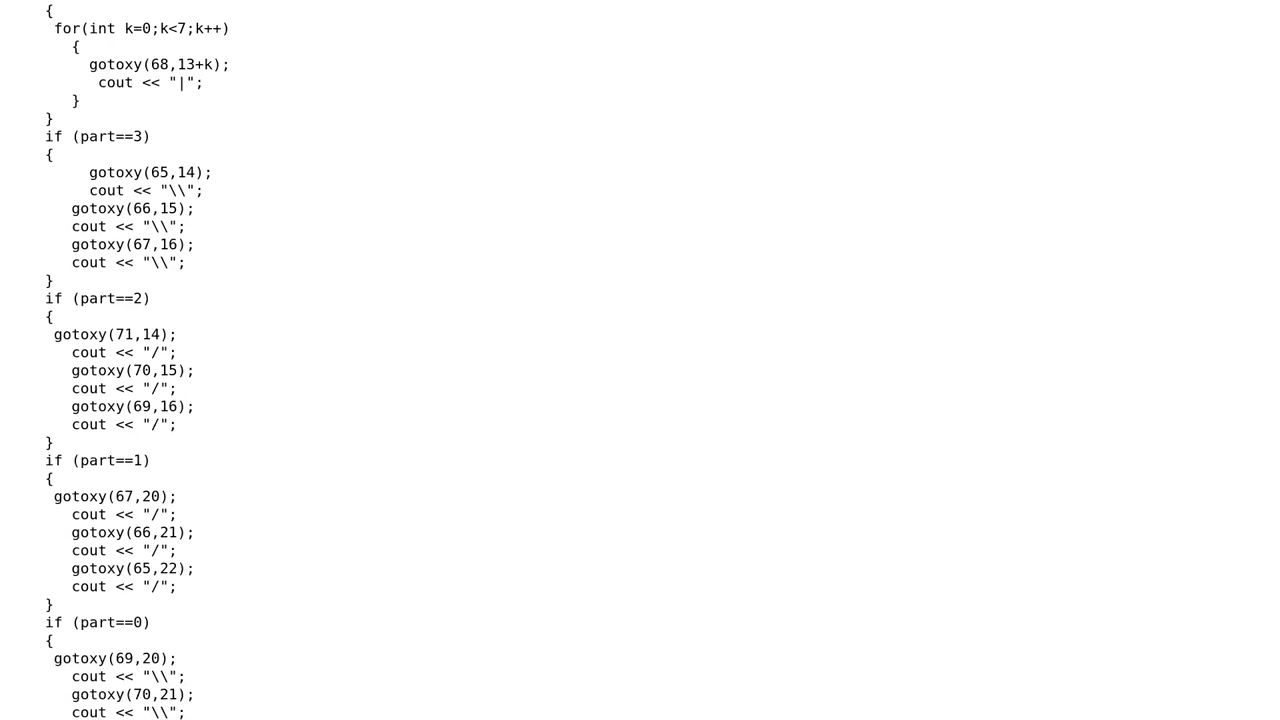 {
for(int k=0;k<7;k++)
{
gotoxy(68,13+k);
cout << "|";
}
}
if (part==3)
{
gotoxy(65,14);
cout << "\\";
gotoxy(66,15);
cout << "\\";
gotoxy(67,16);
cout << "\\";
}
if (part==2)
{
gotoxy(71,14);
cout << "/";
gotoxy(70,15);
cout << "/";
gotoxy(69,16);
cout << "/";
}
if (part==1)
{
gotoxy(67,20);
cout << "/";
gotoxy(66,21);
cout << "/";
gotoxy(65,22);
cout << "/";
}
if (part==0)
{
gotoxy(69,20);
cout << "\\";
gotoxy(70,21);
cout << "\\";